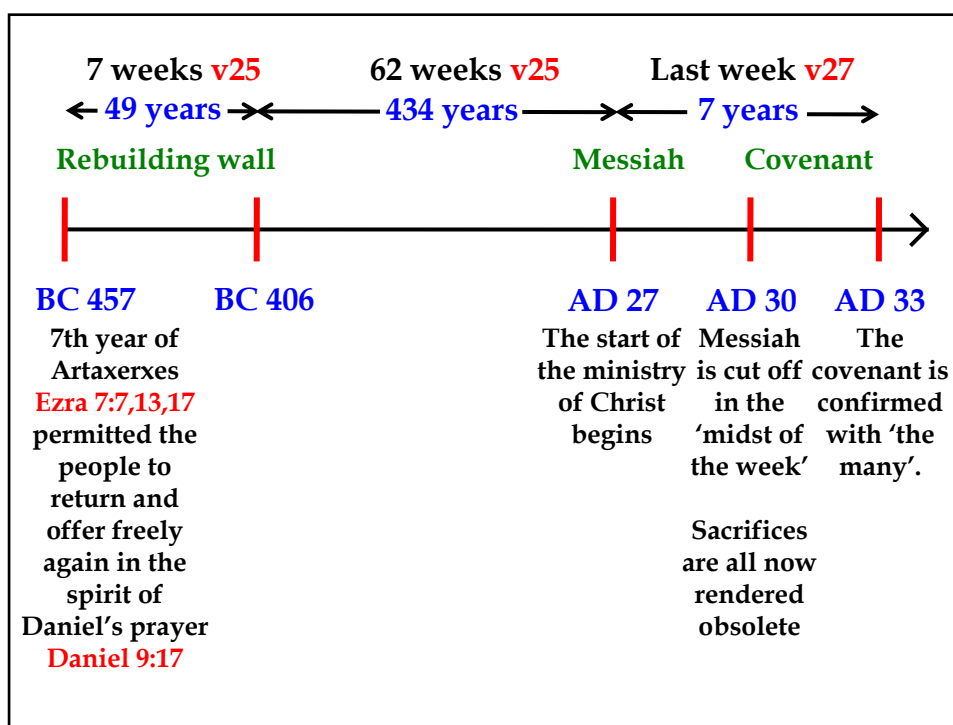 7 weeks v25
49 years
62 weeks v25
434 years
Last week v27
7 years
Rebuilding wall
Messiah
Covenant
BC 457
7th year of
Artaxerxes
Ezra 7:7,13,17
permitted the
people to
return and
offer freely
again in the
spirit of
Daniel’s prayer
Daniel 9:17
BC 406
AD 27
The start of
the ministry
of Christ
begins
AD 30
Messiah
is cut off
in the
‘midst of
the week’
Sacrifices
are all now
rendered
obsolete
AD 33
The
covenant is
confirmed
with ‘the
many’.